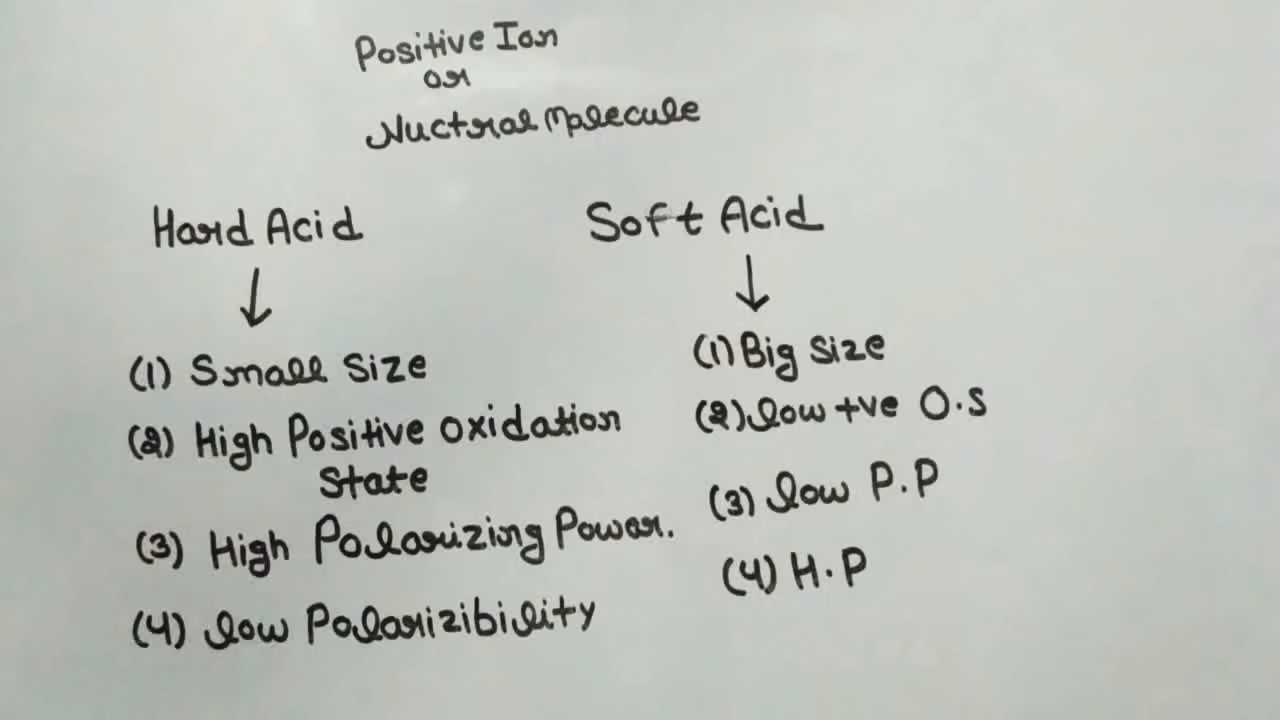 Positive Ion
or
Nuctral Molecule
Hard Acid
Soft Acid
(1) Small Size
(2) High Positive oxidation
State
(3) High Polarizing Power.
(4) low Polarizibility
(1) Big Size
(2) low +ve O.S
(3) low P.P
(4) H.P